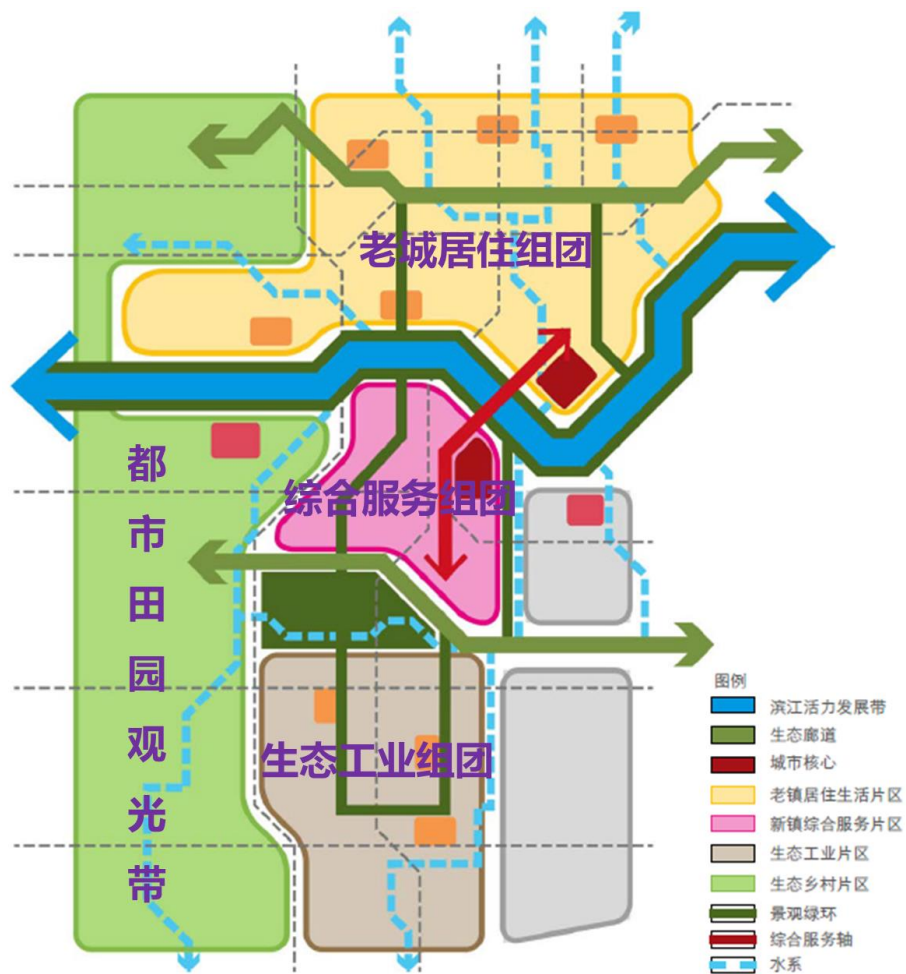 老城居住组团
综合服务组团
都市田园观光带
生态工业组团
图例
滨江活力发展带
生态廊道
城市核心
老镇居住生活片区
新镇综合服务片区
生态工业片区
生态乡村片区
景观绿环
综合服务轴
水系